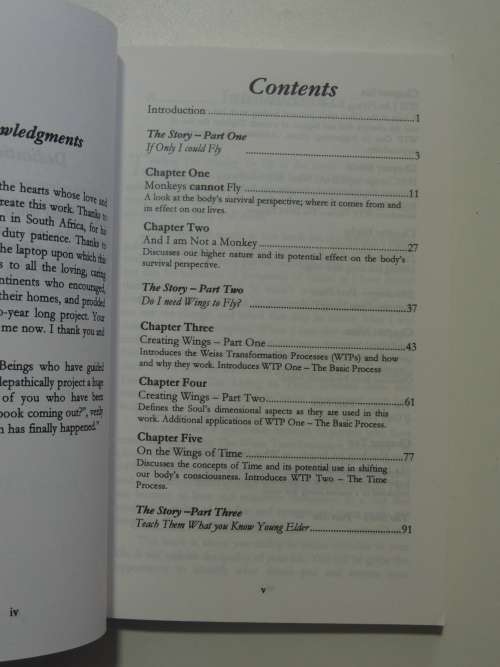 wledgments
the hearts whose love and
reate this work. Thanks to
n in South Africa, for his
duty patience. Thanks to
he laptop upon which this
s to all the loving, caring
ntinents who encouraged,
their homes, and prodded
o-year long project. Your
me now. I thank you and
Beings who have guided
lepathically project a huge
of you who have been
book coming out?", verily
n has finally happened."
iv
Contents
Introduction ........................................................1
The Story – Part One
If Only I could Fly ........................................................3
Chapter One
Monkeys cannot Fly ........................................................11
A look at the body's survival perspective; where it comes from and
its effect on our lives.
Chapter Two
And I am Not a Monkey ........................................................27
Discusses our higher nature and its potential effect on the body's
survival perspective.
The Story – Part Two
Do I need Wings to Fly? ........................................................37
Chapter Three
Creating Wings – Part One ........................................................43
Introduces the Weiss Transformation Processes (WTPs) and how
and why they work. Introduces WTP One – The Basic Process
Chapter Four
Creating Wings – Part Two ........................................................61
Defines the Soul's dimensional aspects as they are used in this
work. Additional applications of WTP One – The Basic Process.
Chapter Five
On the Wings of Time ........................................................77
Discusses the concepts of Time and its potential use in shifting
our body's consciousness. Introduces WTP Two – The Time
Process.
The Story –Part Three
Teach Them What you Know Young Elder ........................................................91
v